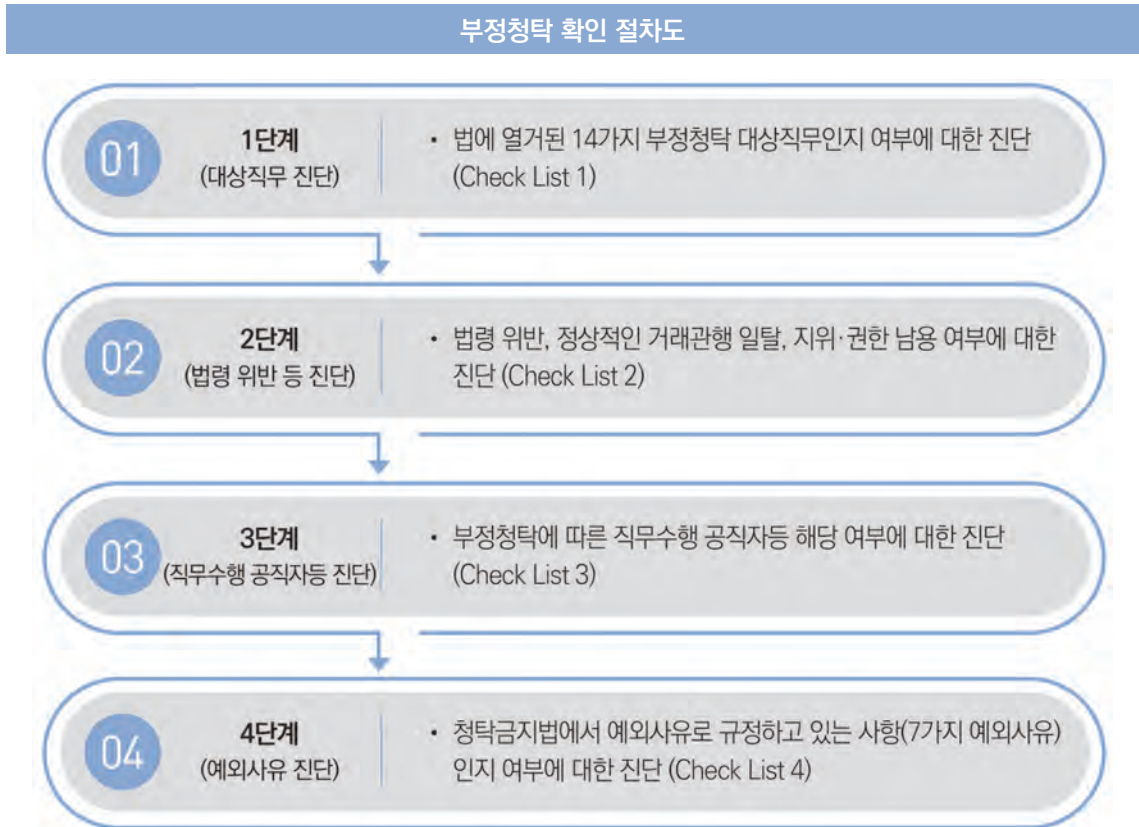 부정청탁 확인 절차도
01
1단계
(대상직무 진단)
• 법에 열거된 14가지 부정청탁 대상직무인지 여부에 대한 진단
(Check List 1)
02
2단계
(법령 위반 등 진단)
• 법령 위반, 정상적인 거래관행 일탈, 지위·권한 남용 여부에 대한
진단 (Check List 2)
03
3단계
(직무수행 공직자등 진단)
• 부정청탁에 따른 직무수행 공직자등 해당 여부에 대한 진단
(Check List 3)
04
4단계
(예외사유 진단)
• 청탁금지법에서 예외사유로 규정하고 있는 사항(7가지 예외사유)
인지 여부에 대한 진단 (Check List 4)